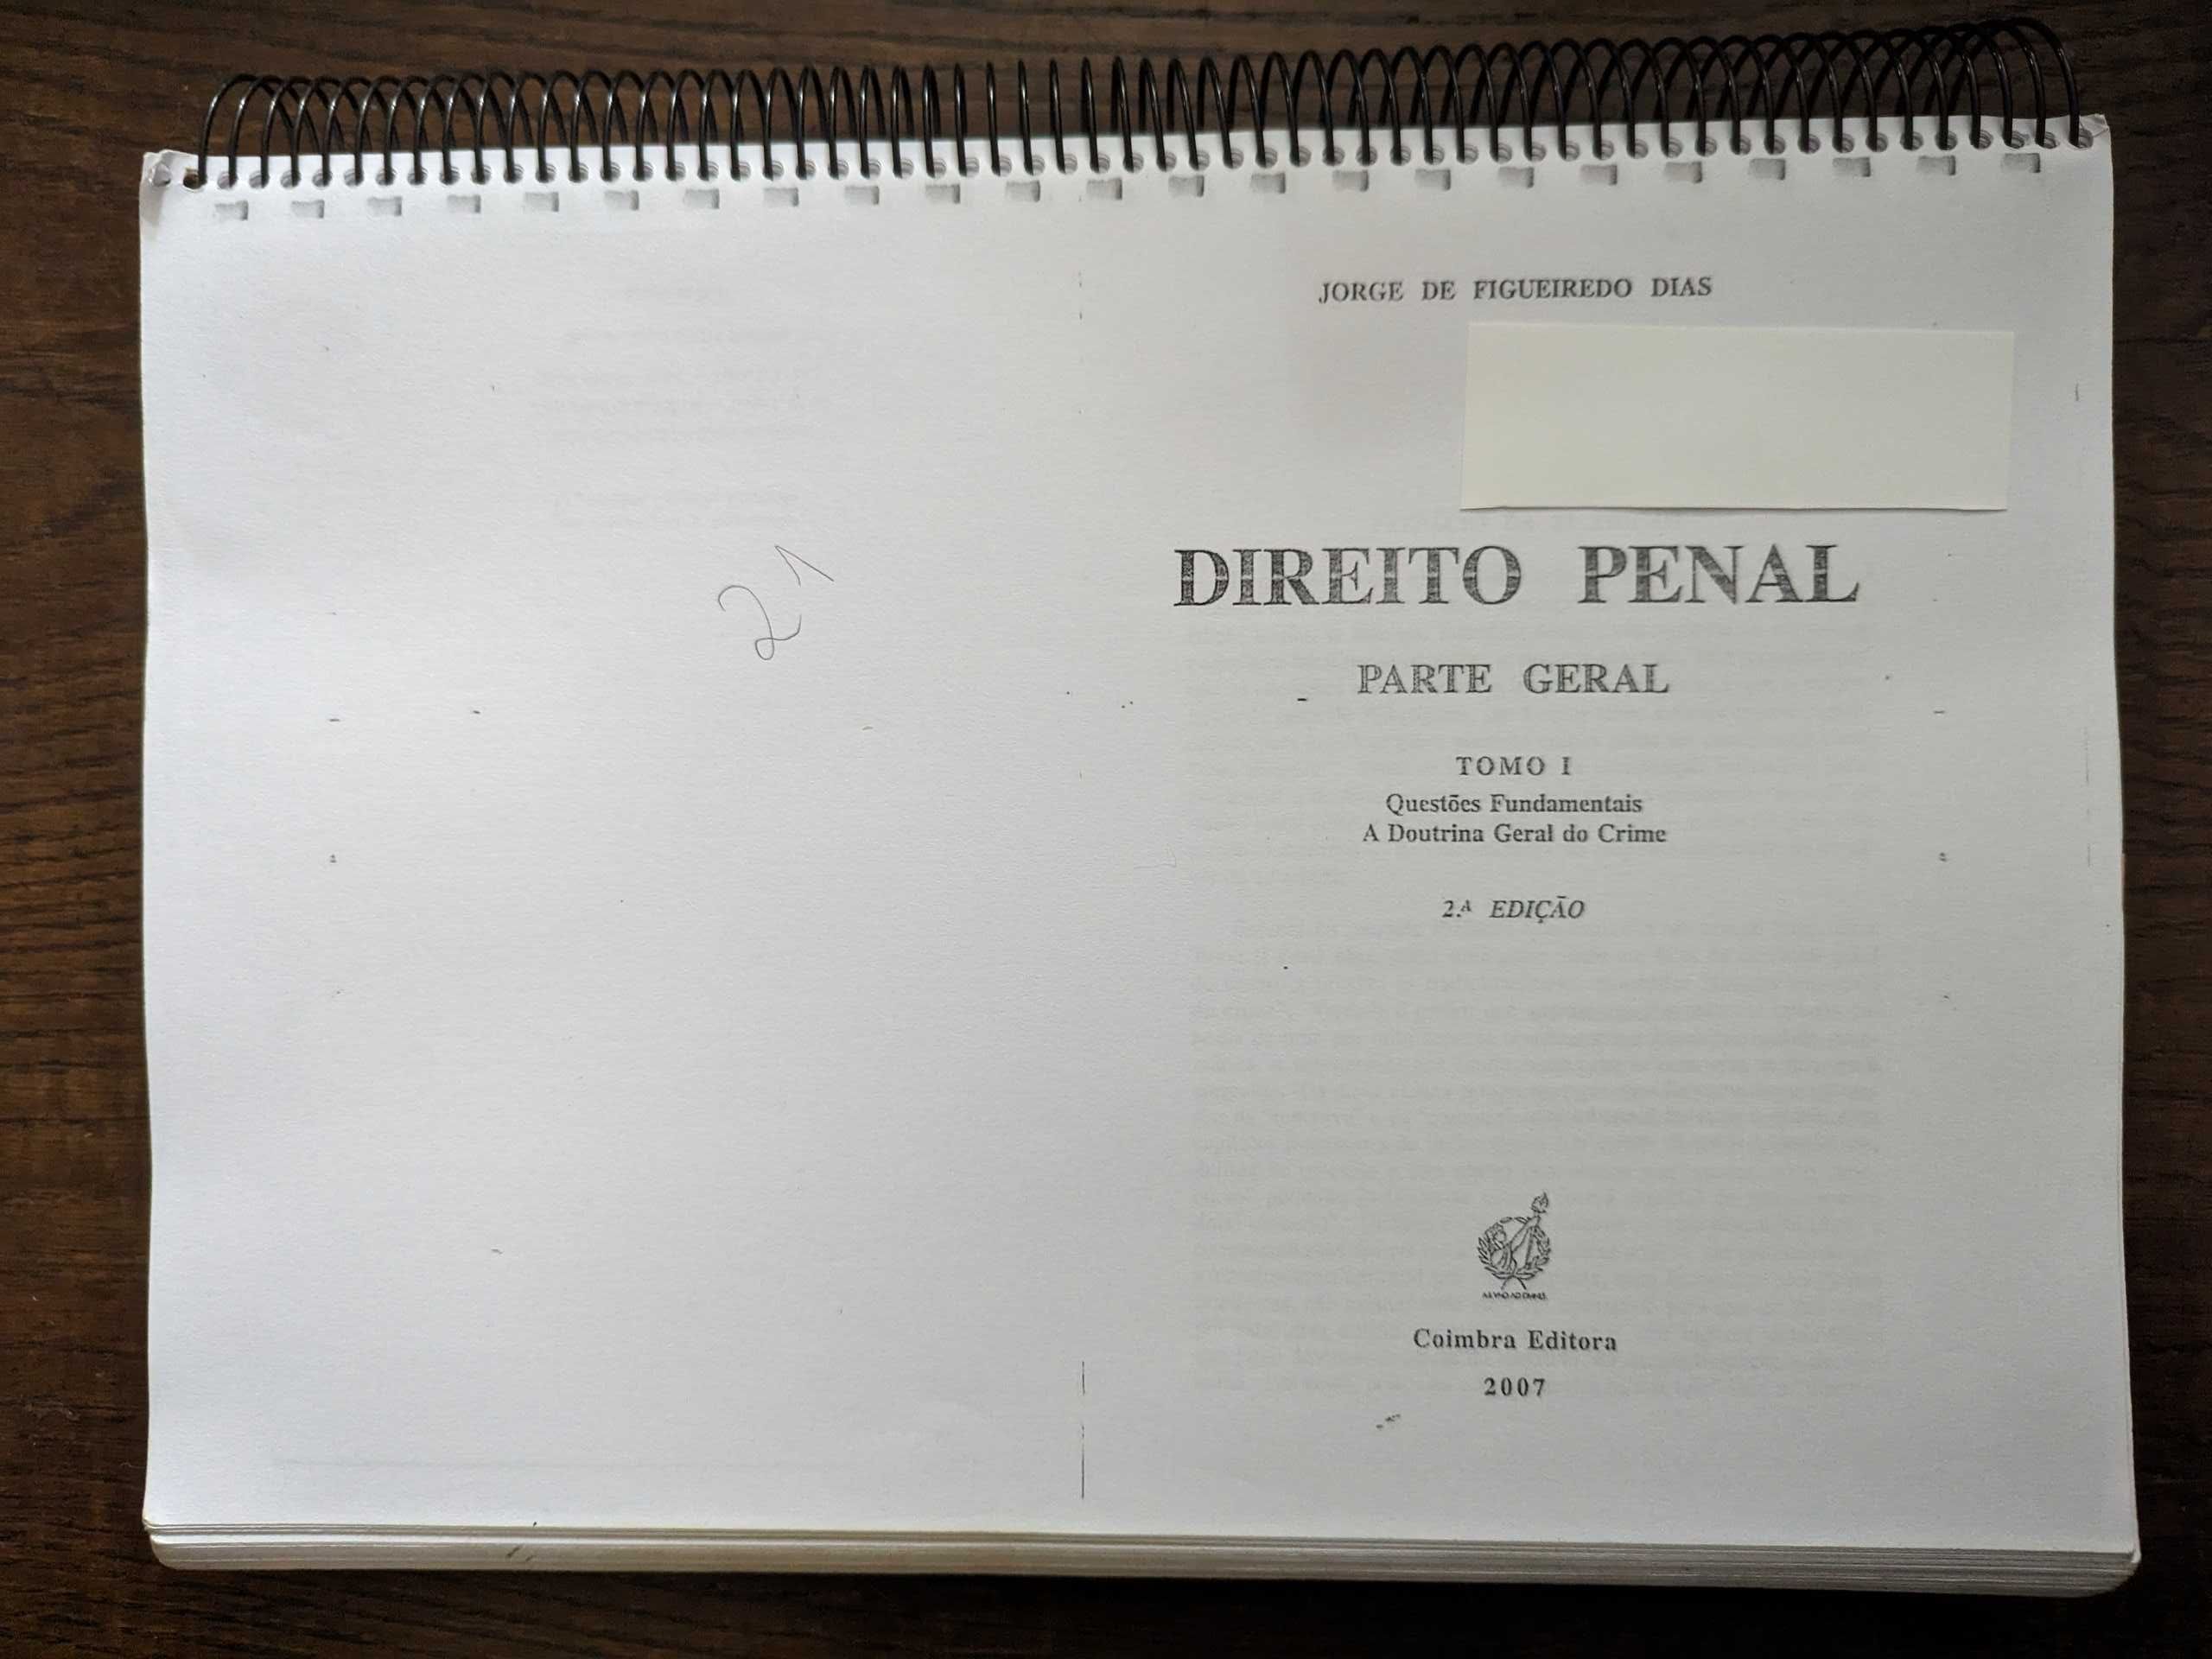 21
JORGE DE FIGUEIREDO DIAS
DIREITO PENAL
PARTE GERAL
TOMO I
Questões Fundamentais
A Doutrina Geral do Crime
2.ª EDIÇÃO
Coimbra Editora
2007